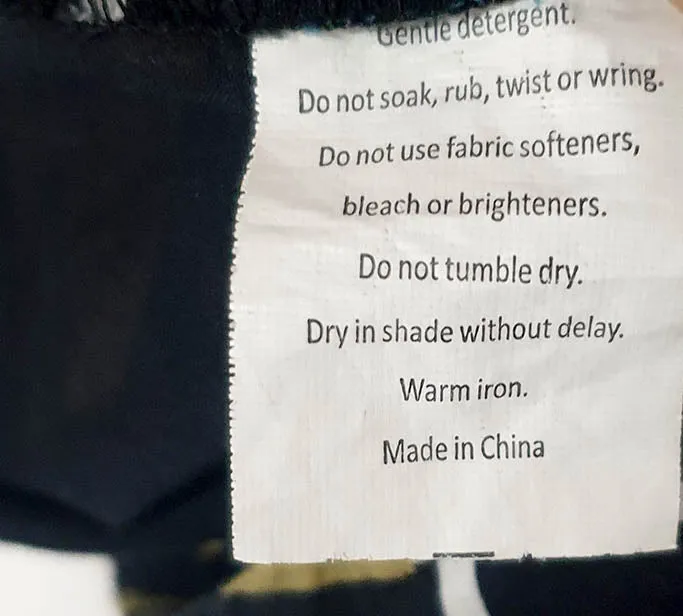 Gentle detergent.
Do not soak, rub, twist or wring.
Do not use fabric softeners,
bleach or brighteners.
Do not tumble dry.
Dry in shade without delay.
Warm iron.
Made in China